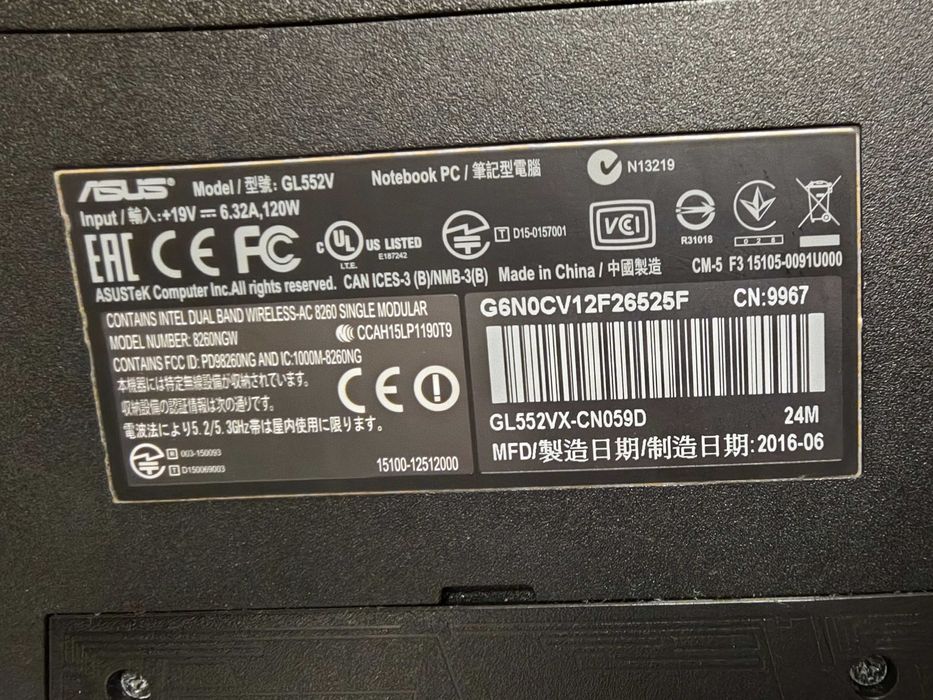 ASUS® Model / 型號: GL552V Notebook PC / 筆記型電腦 N13219
Input / 輸入:+19V⎓ 6.32A,120W
EAC CE FC c UL US LISTED
I.T.E. E187242
T D15-0157001
VCI
R31018
028
ASUSTeK Computer Inc.All rights reserved. CAN ICES-3 (B)/NMB-3(B) Made in China / 中國製造 CM-5 F3 15105-0091U000
CONTAINS INTEL DUAL BAND WIRELESS-AC 8260 SINGLE MODULAR
MODEL NUMBER: 8260NGW CCAH15LP1190T9
CONTAINS FCC ID: PD98260NG AND IC:1000M-8260NG
本機器には特定無線設備が収納されています。
収納設備の認証情報は次の通りです。
電波法により5.2/5.3GHz帯は屋内使用に限ります。
CE
R 003-150093
T D150069003
15100-12512000
G6N0CV12F26525F CN:9967
GL552VX-CN059D 24M
MFD/製造日期/制造日期:2016-06